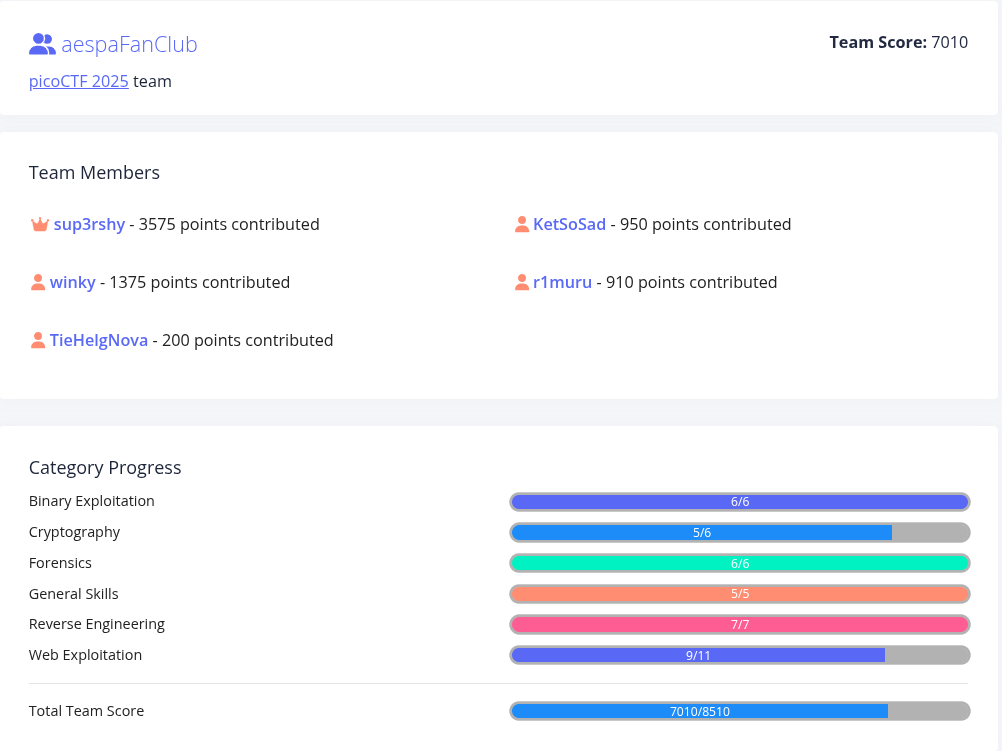 aespaFanClub
Team Score: 7010
picoCTF 2025 team
Team Members
sup3rshy - 3575 points contributed
KetSoSad - 950 points contributed
winky - 1375 points contributed
r1muru - 910 points contributed
TieHelgNova - 200 points contributed
Category Progress
Binary Exploitation 6/6
Cryptography 5/6
Forensics 6/6
General Skills 5/5
Reverse Engineering 7/7
Web Exploitation 9/11
Total Team Score 7010/8510